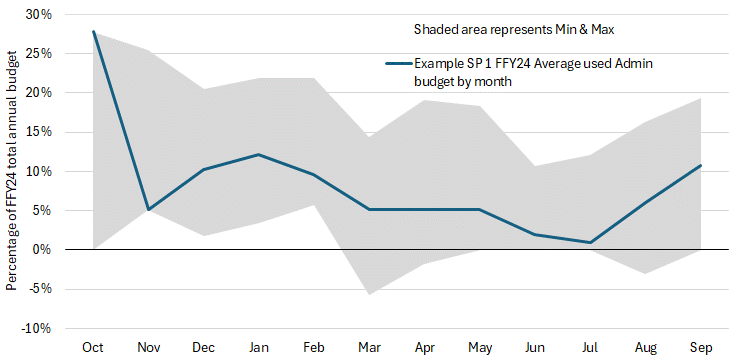 30%
Shaded area represents Min & Max
25%
Example SP 1 FFY24 Average used Admin
budget by month
20%
15%
10%
5%
0%
-5%
-10%
Percentage of FFY24 total annual budget
Oct Nov Dec Jan Feb Mar Apr May Jun Jul Aug Sep